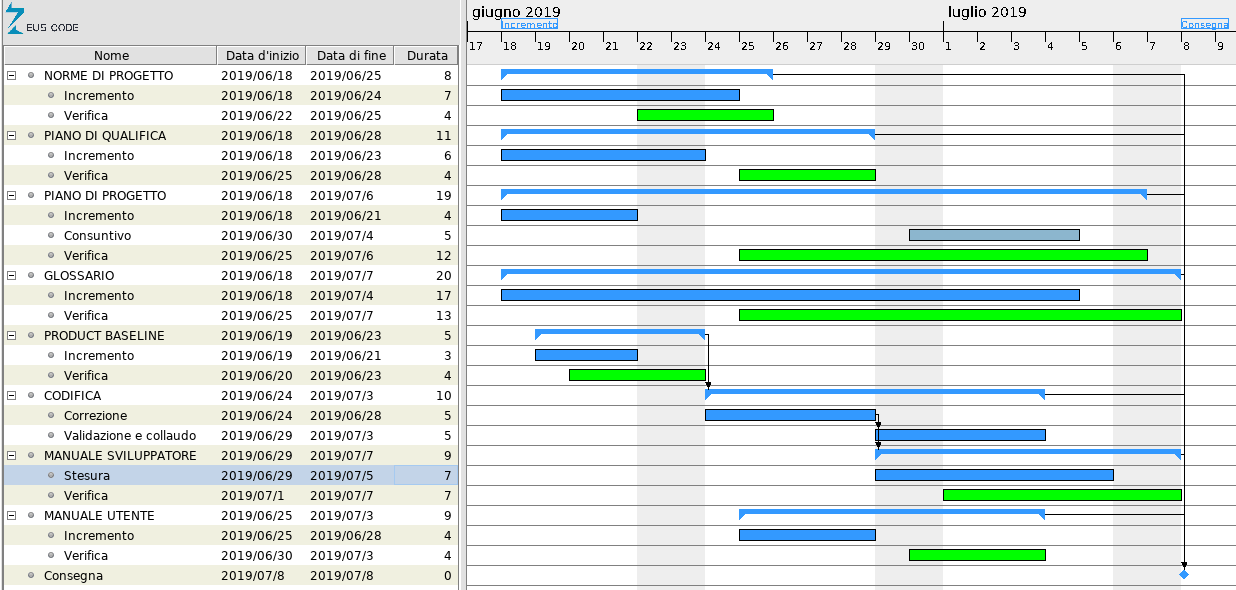 EUS CODE
giugno 2019 luglio 2019
Incremento Consegna
17 18 19 20 21 22 23 24 25 26 27 28 29 30 1 2 3 4 5 6 7 8 9
Nome Data d'inizio Data di fine Durata
NORME DI PROGETTO 2019/06/18 2019/06/25 8
Incremento 2019/06/18 2019/06/24 7
Verifica 2019/06/22 2019/06/25 4
PIANO DI QUALIFICA 2019/06/18 2019/06/28 11
Incremento 2019/06/18 2019/06/23 6
Verifica 2019/06/25 2019/06/28 4
PIANO DI PROGETTO 2019/06/18 2019/07/6 19
Incremento 2019/06/18 2019/06/21 4
Consuntivo 2019/06/30 2019/07/4 5
Verifica 2019/06/25 2019/07/6 12
GLOSSARIO 2019/06/18 2019/07/7 20
Incremento 2019/06/18 2019/07/4 17
Verifica 2019/06/25 2019/07/7 13
PRODUCT BASELINE 2019/06/19 2019/06/23 5
Incremento 2019/06/19 2019/06/21 3
Verifica 2019/06/20 2019/06/23 4
CODIFICA 2019/06/24 2019/07/3 10
Correzione 2019/06/24 2019/06/28 5
Validazione e collaudo 2019/06/29 2019/07/3 5
MANUALE SVILUPPATORE 2019/06/29 2019/07/7 9
Stesura 2019/06/29 2019/07/5 7
Verifica 2019/07/1 2019/07/7 7
MANUALE UTENTE 2019/06/25 2019/07/3 9
Incremento 2019/06/25 2019/06/28 4
Verifica 2019/06/30 2019/07/3 4
Consegna 2019/07/8 2019/07/8 0